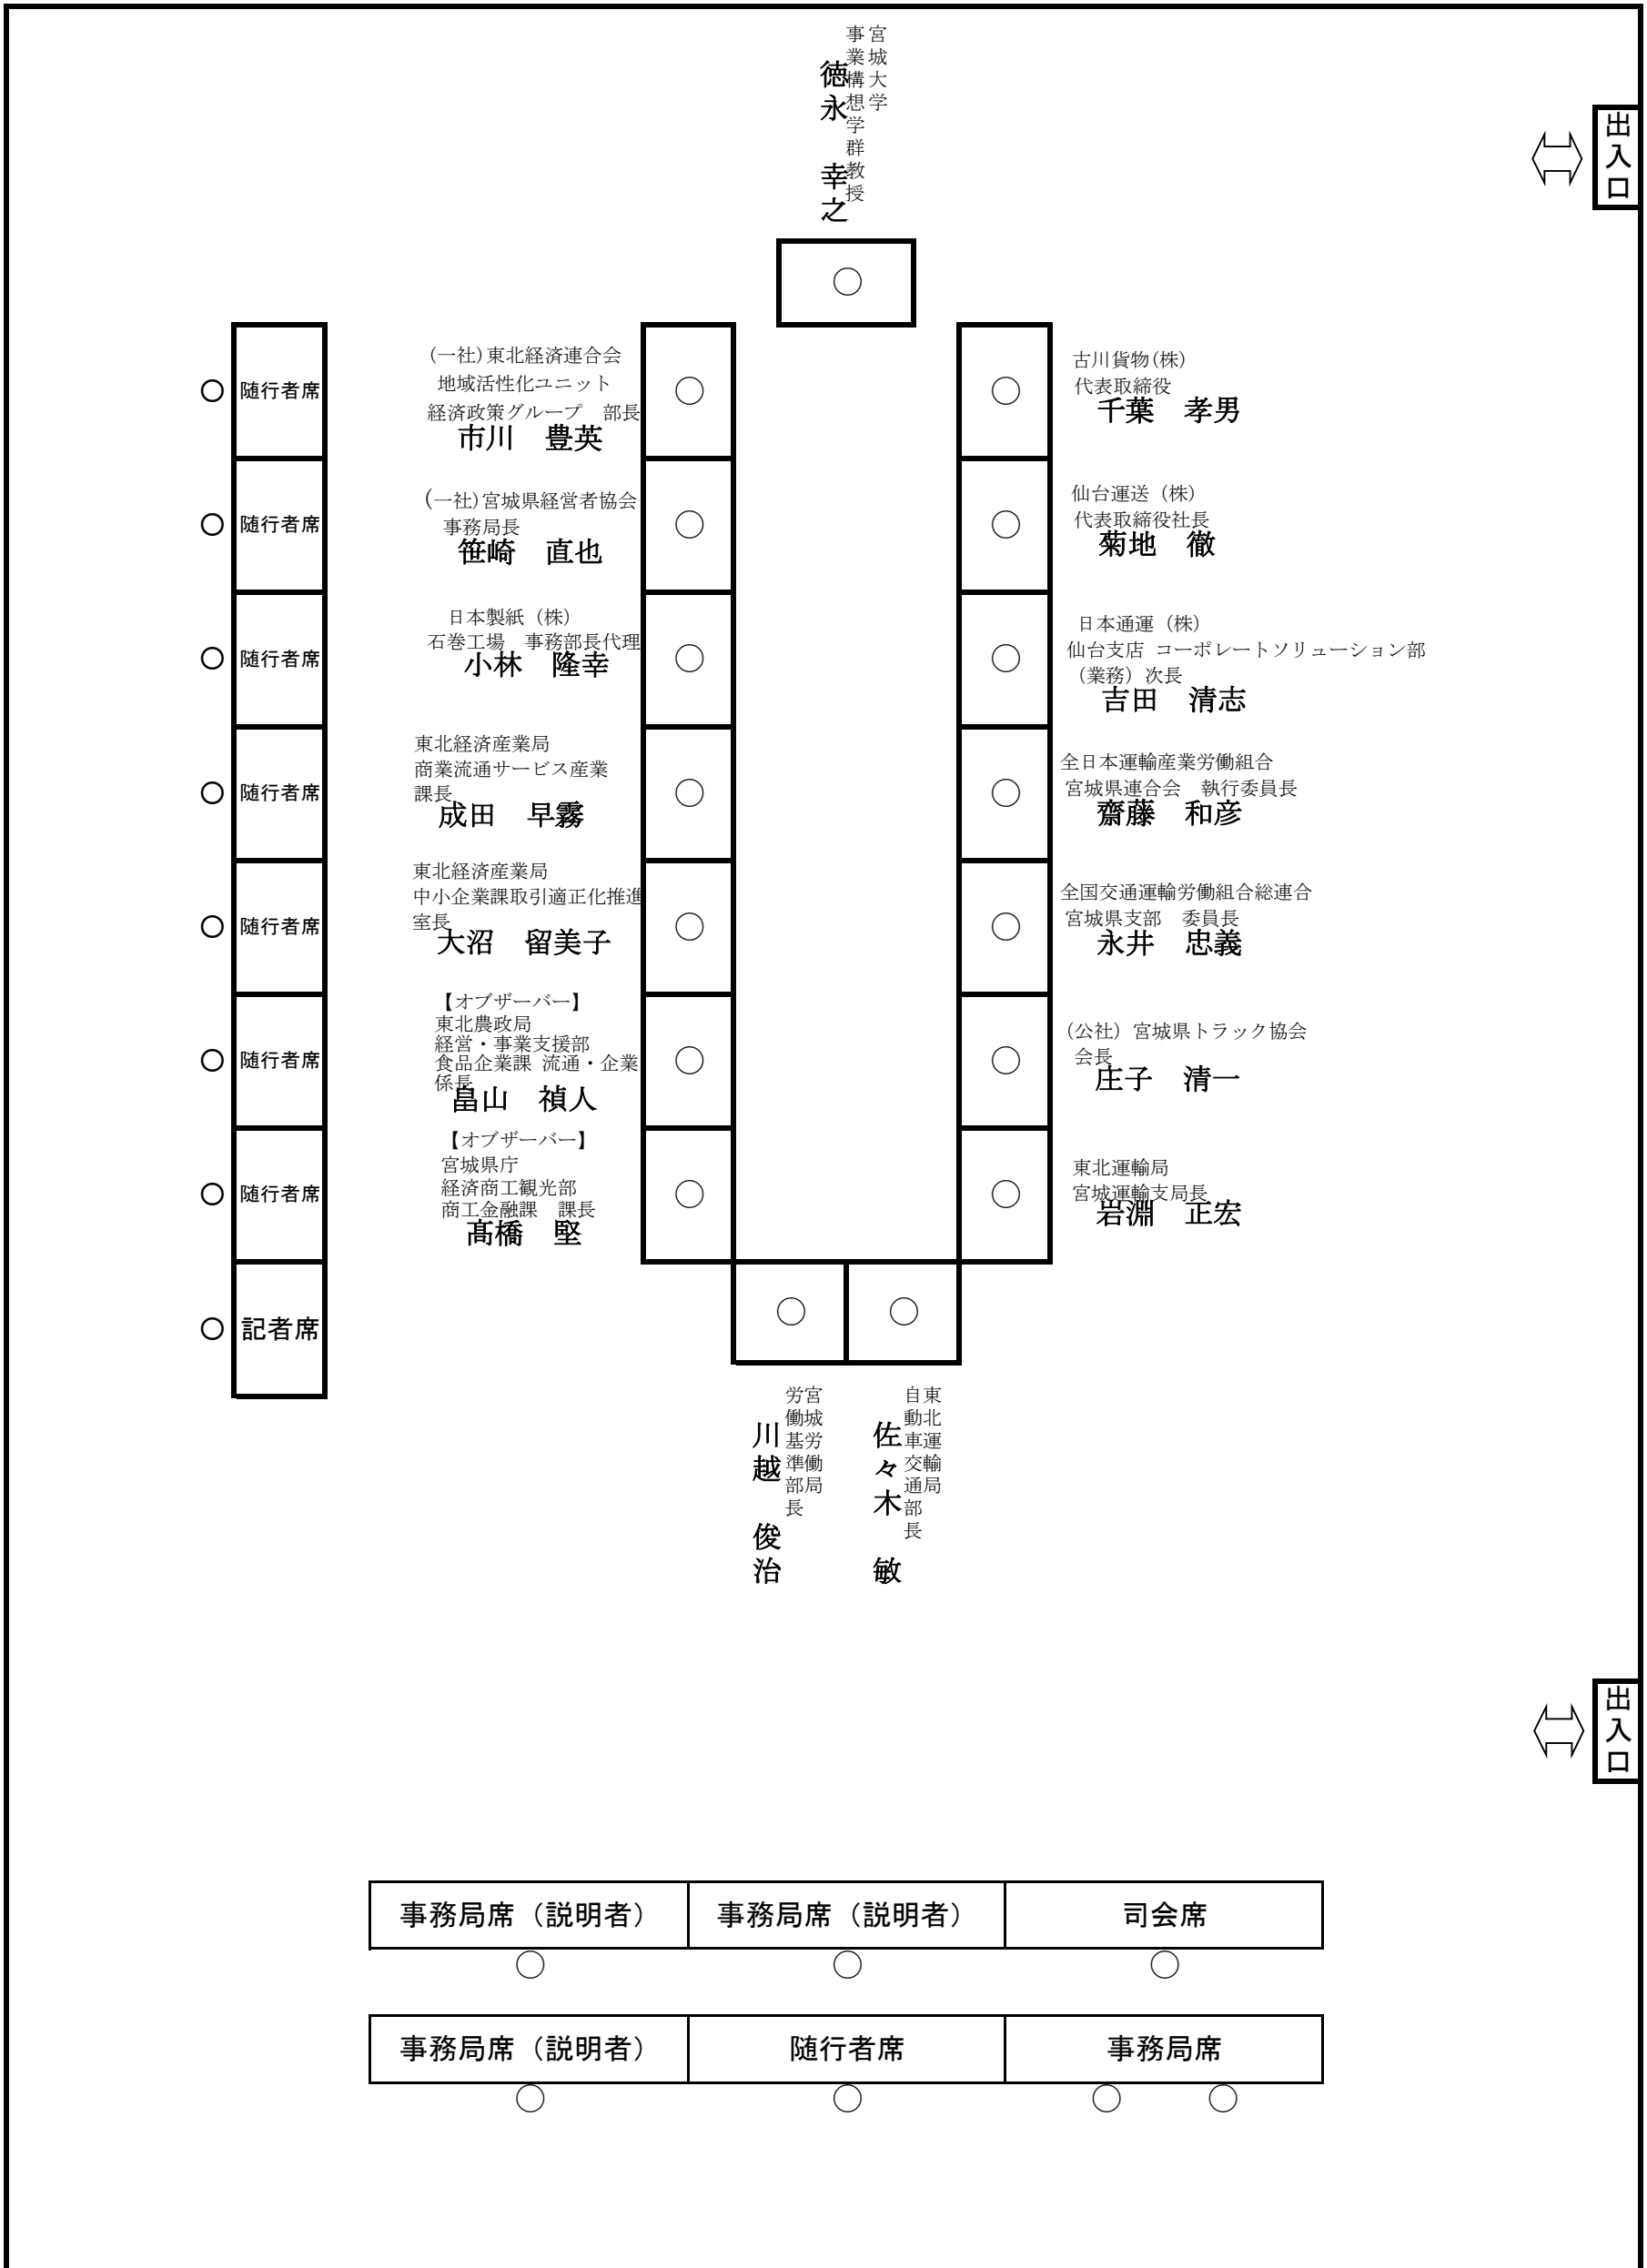 宮城大学
事業構想学群教授
徳永　幸之
出入口
随行者席
随行者席
随行者席
随行者席
随行者席
随行者席
随行者席
記者席
(一社)東北経済連合会
地域活性化ユニット
経済政策グループ　部長
市川　豊英
(一社)宮城県経営者協会
事務局長
笹崎　直也
日本製紙（株）
石巻工場　事務部長代理
小林　隆幸
東北経済産業局
商業流通サービス産業
課長
成田　早霧
東北経済産業局
中小企業課取引適正化推進
室長
大沼　留美子
【オブザーバー】
東北農政局
経営・事業支援部
食品企業課 流通・企業
係長
畠山　禎人
【オブザーバー】
宮城県庁
経済商工観光部
商工金融課　課長
髙橋　堅
古川貨物(株)
代表取締役
千葉　孝男
仙台運送（株）
代表取締役社長
菊地　徹
日本通運（株）
仙台支店 コーポレートソリューション部
（業務）次長
吉田　清志
全日本運輸産業労働組合
宮城県連合会　執行委員長
齋藤　和彦
全国交通運輸労働組合総連合
宮城県支部　委員長
永井　忠義
（公社）宮城県トラック協会
会長
庄子　清一
東北運輸局
宮城運輸支局長
岩淵　正宏
宮城労働局
労働基準部長
川越　俊治
東北運輸局
自動車交通部長
佐々木　敏
出入口
事務局席（説明者）
事務局席（説明者）
司会席
事務局席（説明者）
随行者席
事務局席